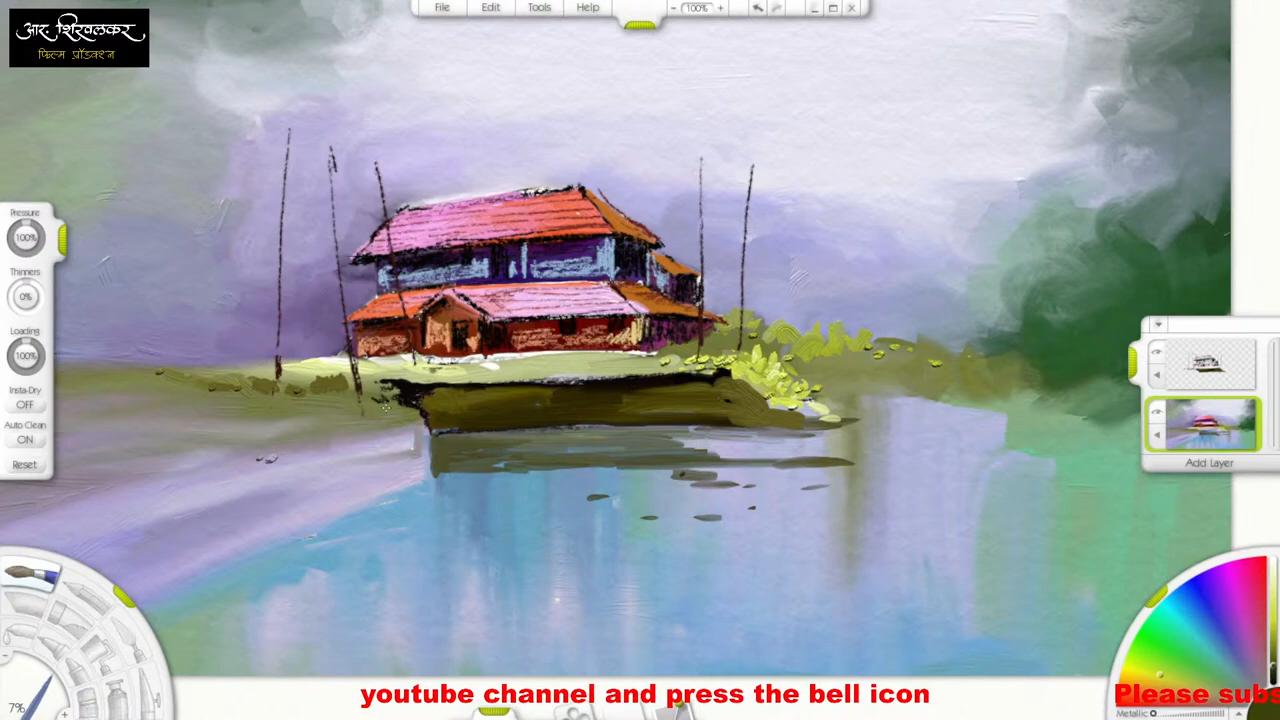 आर. शिरवलकर
फिल्म प्रॉडक्शन
File Edit Tools Help
100%
Pressure
100%
Thinners
0%
Loading
100%
Insta-Dry
OFF
Auto Clean
ON
Reset
Add Layer
7%
youtube channel and press the bell icon
Please subs
Metallic